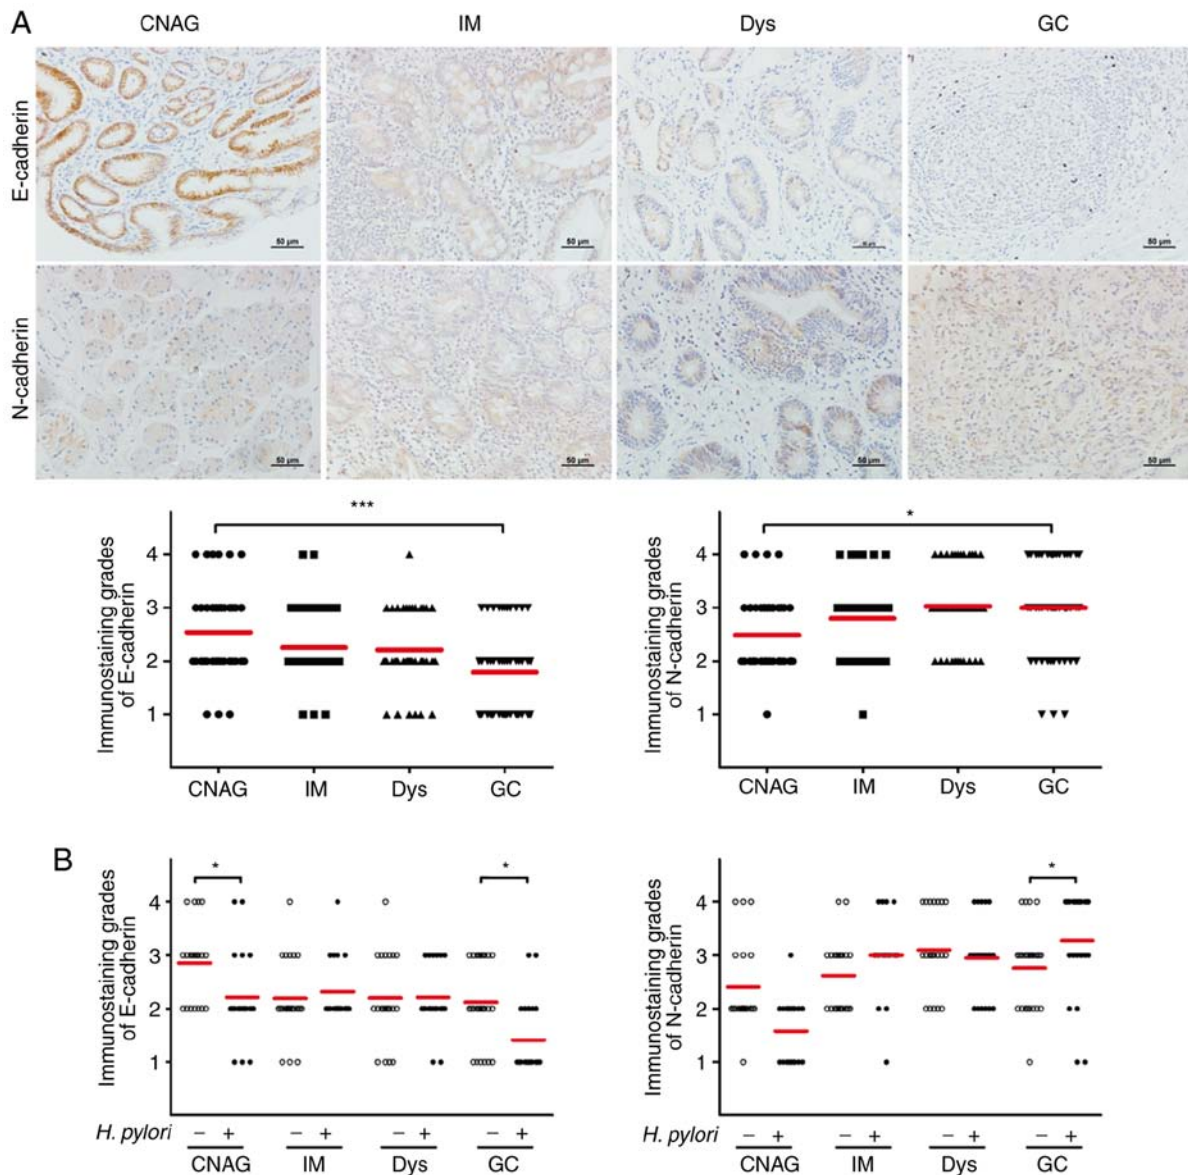 A
CNAG IM Dys GC
E-cadherin
50 µm 50 µm 50 µm
N-cadherin
50 µm 50 µm 50 µm 50 µm
***
Immunostaining grades
of E-cadherin
4
3
2
1
CNAG IM Dys GC
*
Immunostaining grades
of N-cadherin
4
3
2
1
CNAG IM Dys GC
B
* *
Immunostaining grades
of E-cadherin
4
3
2
1
H. pylori − + − + − + − +
CNAG IM Dys GC
*
Immunostaining grades
of N-cadherin
4
3
2
1
H. pylori − + − + − + − +
CNAG IM Dys GC